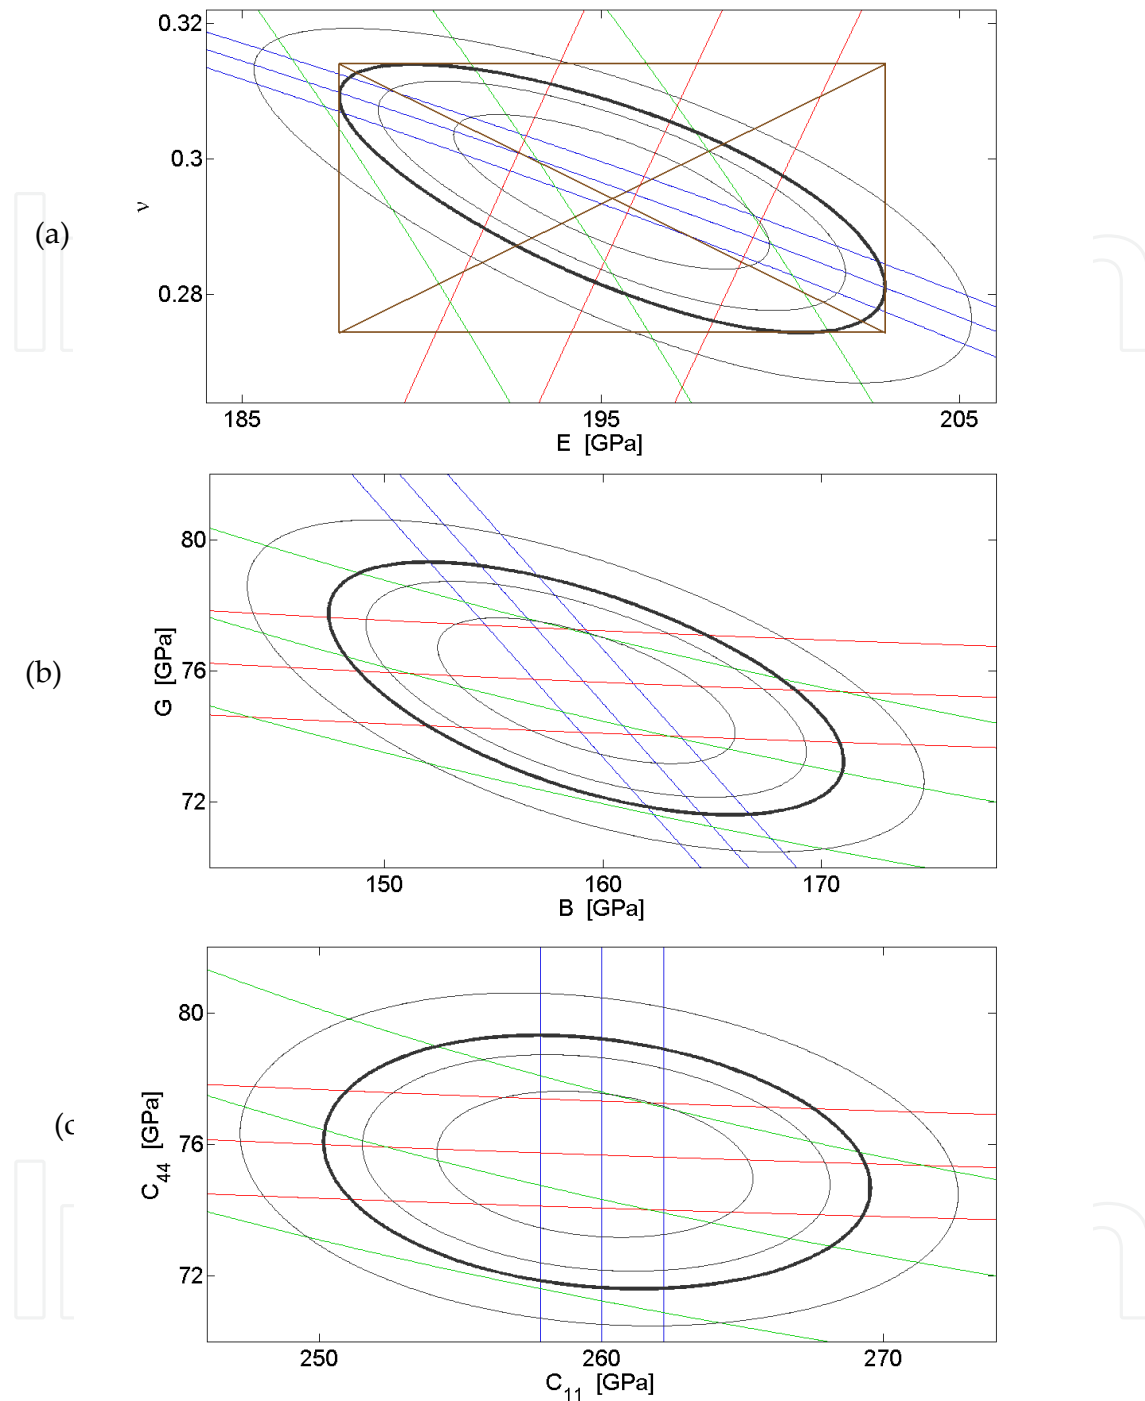 (a)
ν
0.32
0.3
0.28
185 195 205
E [GPa]
(b)
G [GPa]
80
76
72
150 160 170
B [GPa]
(c
C44 [GPa]
80
76
72
250 260 270
C11 [GPa]